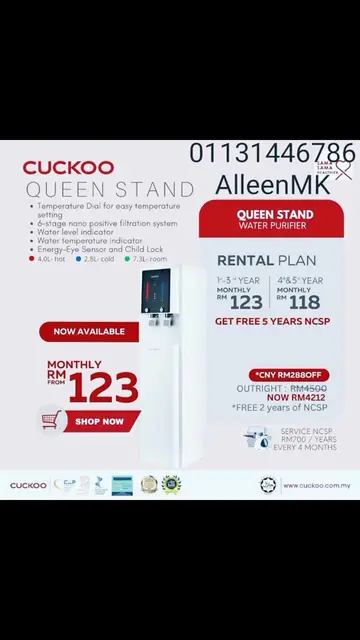 01131446786
AlleenMK
SAMA
SAMA
HEALTHIER
CUCKOO
QUEEN STAND
• Temperature Dial for easy temperature
setting
• 6-stage nano positive filtration system
• Water level indicator
• Water temperature indicator
• Energy-Eye Sensor and Child Lock
4.0L- hot 2.8L- cold 7.3L- room
NOW AVAILABLE
MONTHLY
RM
FROM
123
SHOP NOW
QUEEN STAND
WATER PURIFIER
RENTAL PLAN
1st-3rd YEAR
MONTHLY
RM 123
4th&5th YEAR
MONTHLY
RM 118
GET FREE 5 YEARS NCSP
*CNY RM288OFF
OUTRIGHT : RM4500
NOW RM4212
*FREE 2 years of NCSP
SERVICE NCSP
RM700 / YEARS
EVERY 4 MONTHS
CUCKOO
www.cuckoo.com.my